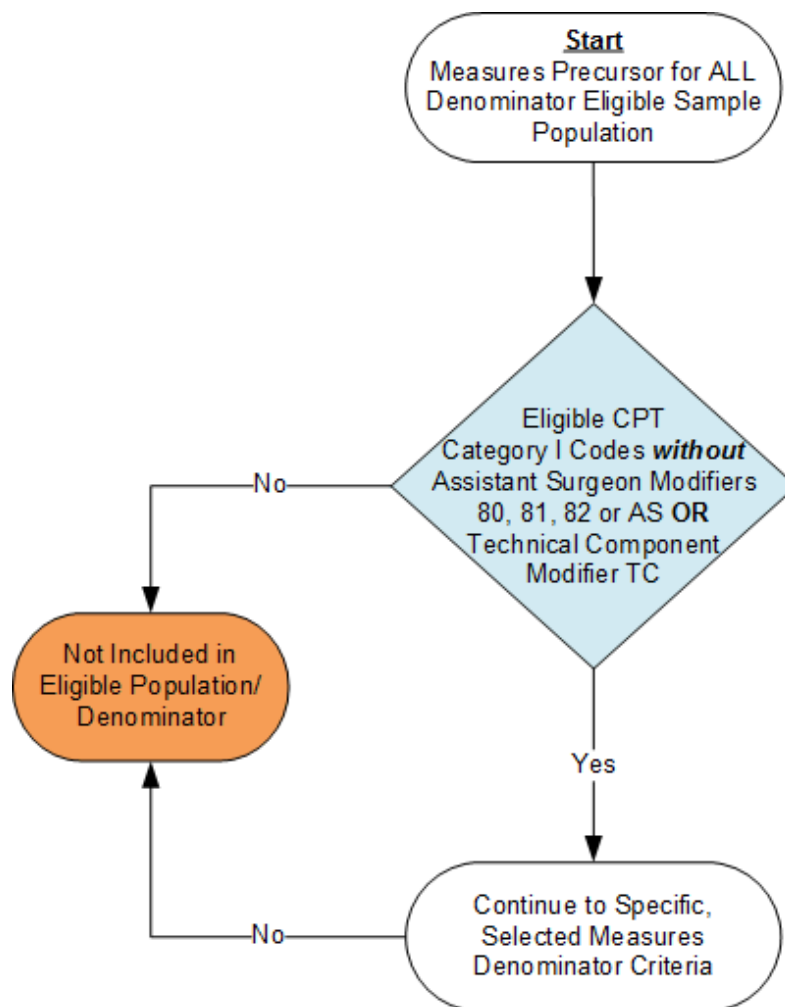 Start
Measures Precursor for ALL
Denominator Eligible Sample
Population
Eligible CPT
Category I Codes without
Assistant Surgeon Modifiers
80, 81, 82 or AS OR
Technical Component
Modifier TC
No
Not Included in
Eligible Population/
Denominator
Yes
Continue to Specific,
Selected Measures
Denominator Criteria
No